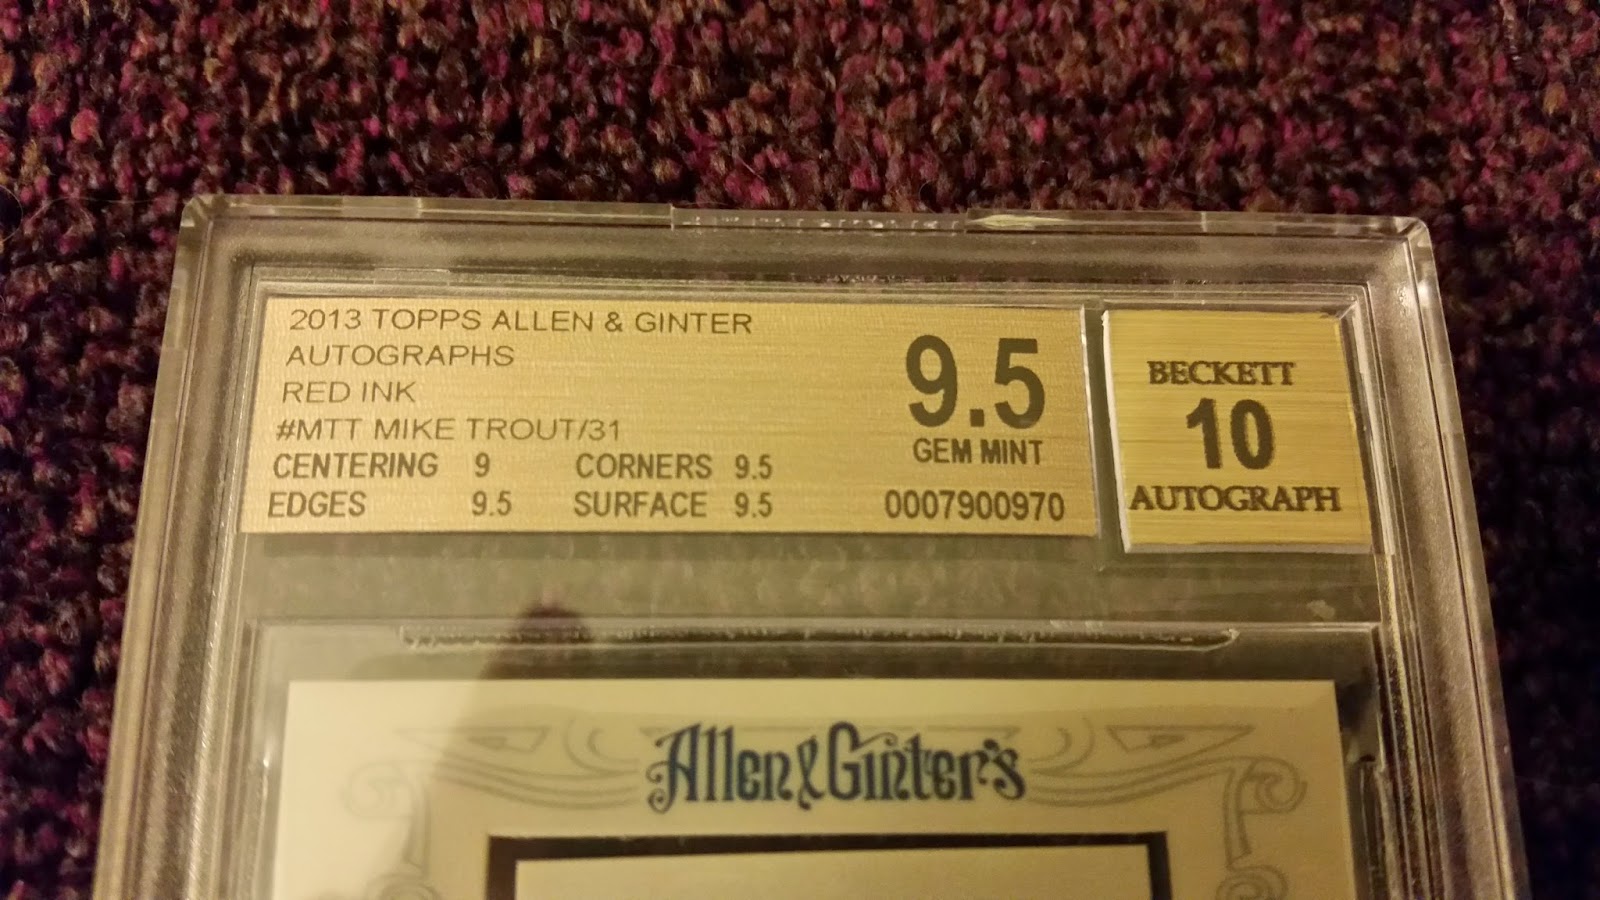 2013 TOPPS ALLEN & GINTER
AUTOGRAPHS
RED INK
#MTT MIKE TROUT/31
CENTERING 9 CORNERS 9.5
EDGES 9.5 SURFACE 9.5
9.5
GEM MINT
0007900970
BECKETT
10
AUTOGRAPH
Allen & Ginter's